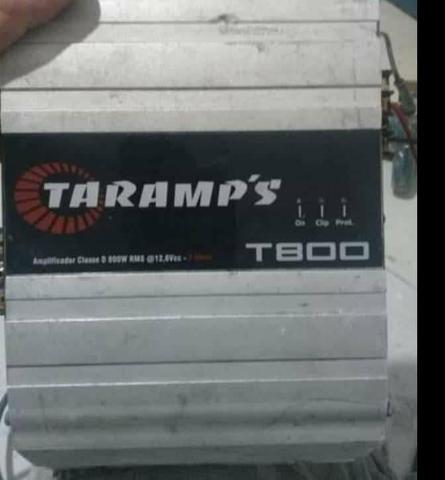 TARAMP'S
On Clip Prot.
T800
Amplificador Classe D 800W RMS @12,6Vcc -